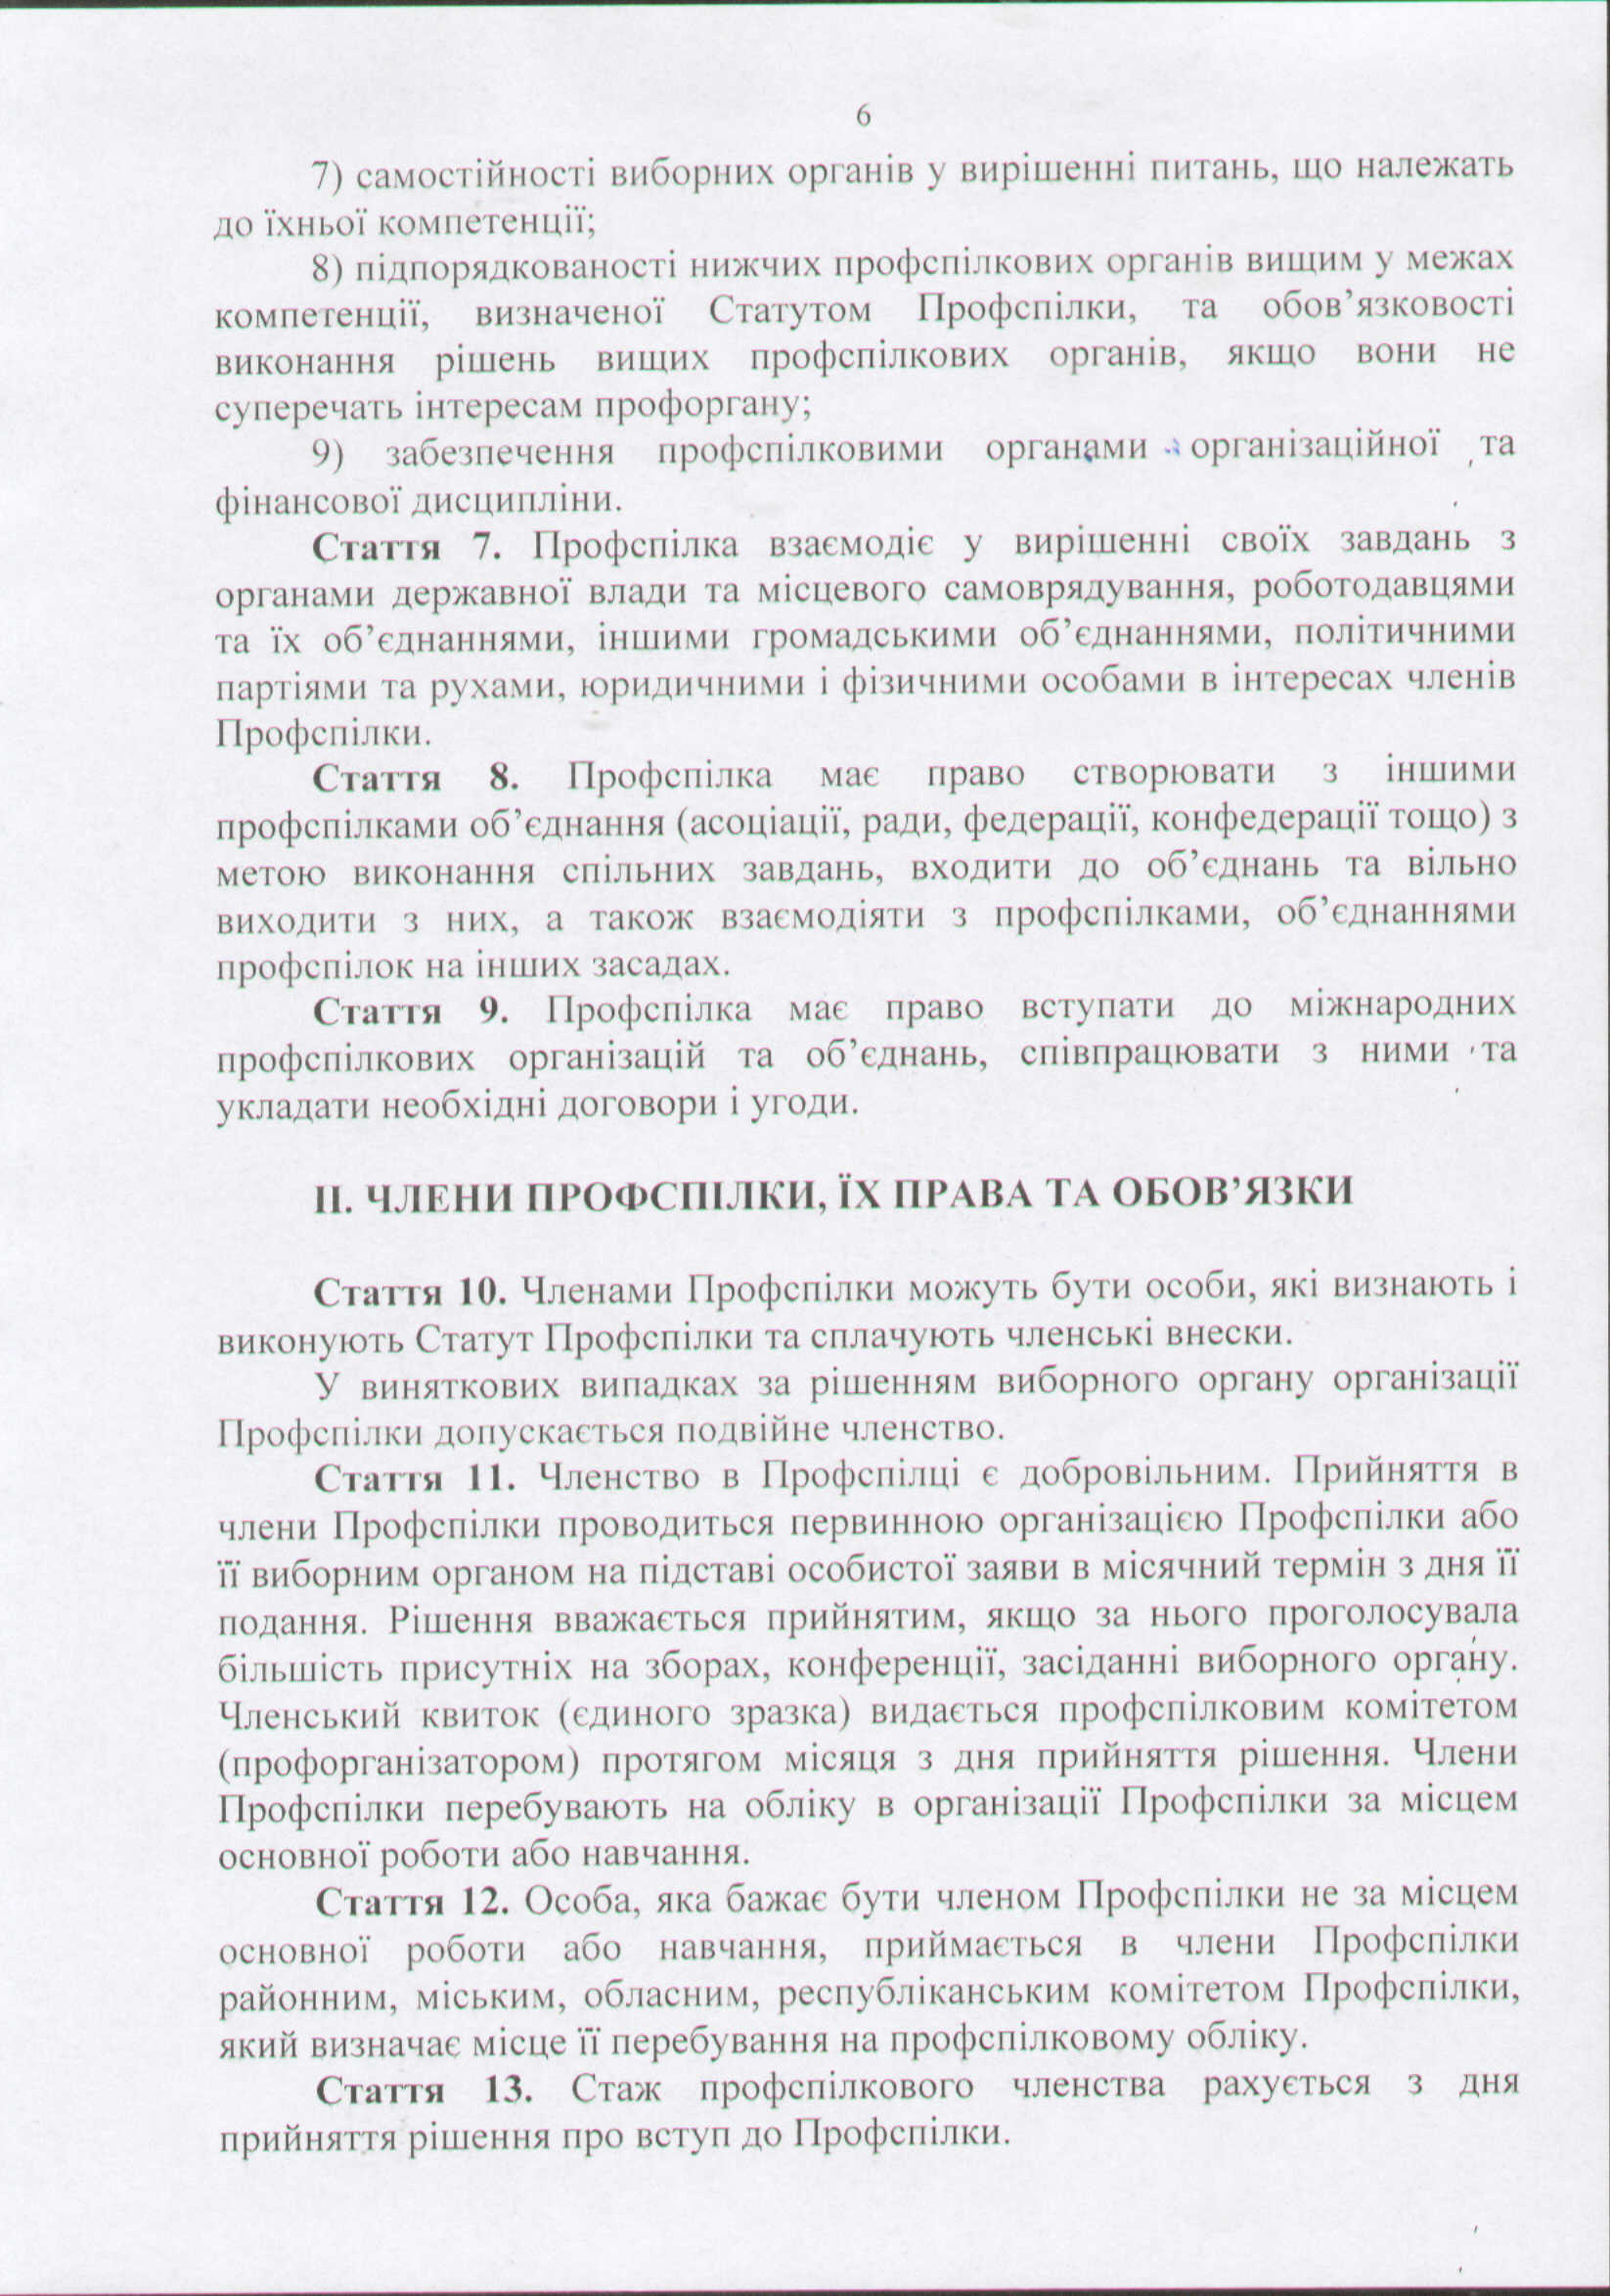 6
7) самостійності виборних органів у вирішенні питань, що належать
до їхньої компетенції;
8) підпорядкованості нижчих профспілкових органів вищим у межах
компетенції, визначеної Статутом Профспілки, та обов’язковості
виконання рішень вищих профспілкових органів, якщо вони не
суперечать інтересам профоргану;
9) забезпечення профспілковими органами організаційної та
фінансової дисципліни.
Стаття 7. Профспілка взаємодіє у вирішенні своїх завдань з
органами державної влади та місцевого самоврядування, роботодавцями
та їх об’єднаннями, іншими громадськими об’єднаннями, політичними
партіями та рухами, юридичними і фізичними особами в інтересах членів
Профспілки.
Стаття 8. Профспілка має право створювати з іншими
профспілками об’єднання (асоціації, ради, федерації, конфедерації тощо) з
метою виконання спільних завдань, входити до об’єднань та вільно
виходити з них, а також взаємодіяти з профспілками, об’єднаннями
профспілок на інших засадах.
Стаття 9. Профспілка має право вступати до міжнародних
профспілкових організацій та об’єднань, співпрацювати з ними та
укладати необхідні договори і угоди.
ІІ. ЧЛЕНИ ПРОФСПІЛКИ, ЇХ ПРАВА ТА ОБОВ’ЯЗКИ
Стаття 10. Членами Профспілки можуть бути особи, які визнають і
виконують Статут Профспілки та сплачують членські внески.
У виняткових випадках за рішенням виборного органу організації
Профспілки допускається подвійне членство.
Стаття 11. Членство в Профспілці є добровільним. Прийняття в
члени Профспілки проводиться первинною організацією Профспілки або
її виборним органом на підставі особистої заяви в місячний термін з дня її
подання. Рішення вважається прийнятим, якщо за нього проголосувала
більшість присутніх на зборах, конференції, засіданні виборного органу.
Членський квиток (єдиного зразка) видається профспілковим комітетом
(профорганізатором) протягом місяця з дня прийняття рішення. Члени
Профспілки перебувають на обліку в організації Профспілки за місцем
основної роботи або навчання.
Стаття 12. Особа, яка бажає бути членом Профспілки не за місцем
основної роботи або навчання, приймається в члени Профспілки
районним, міським, обласним, республіканським комітетом Профспілки,
який визначає місце її перебування на профспілковому обліку.
Стаття 13. Стаж профспілкового членства рахується з дня
прийняття рішення про вступ до Профспілки.